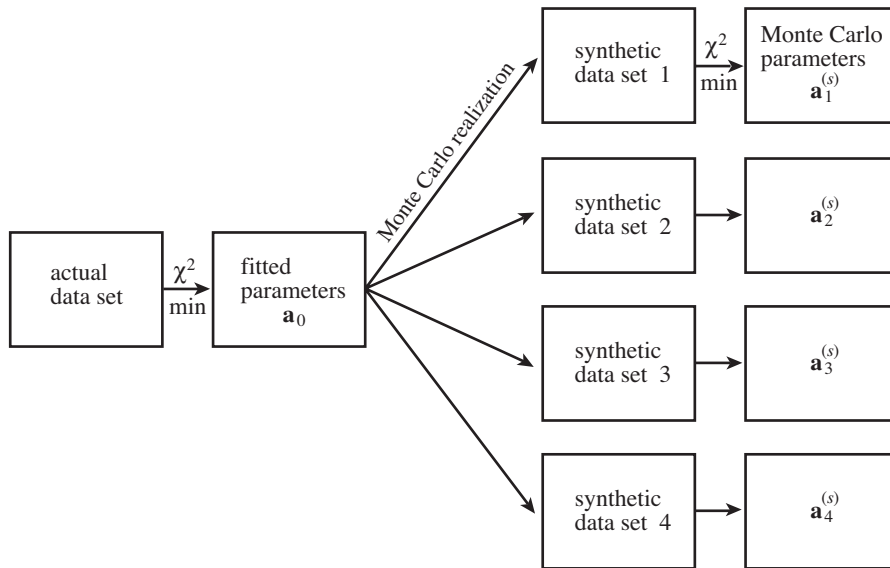 actual
data set
χ²
min
fitted
parameters
a₀
Monte Carlo realization
synthetic
data set 1
χ²
min
Monte Carlo
parameters
a₁⁽ˢ⁾
synthetic
data set 2
a₂⁽ˢ⁾
synthetic
data set 3
a₃⁽ˢ⁾
synthetic
data set 4
a₄⁽ˢ⁾